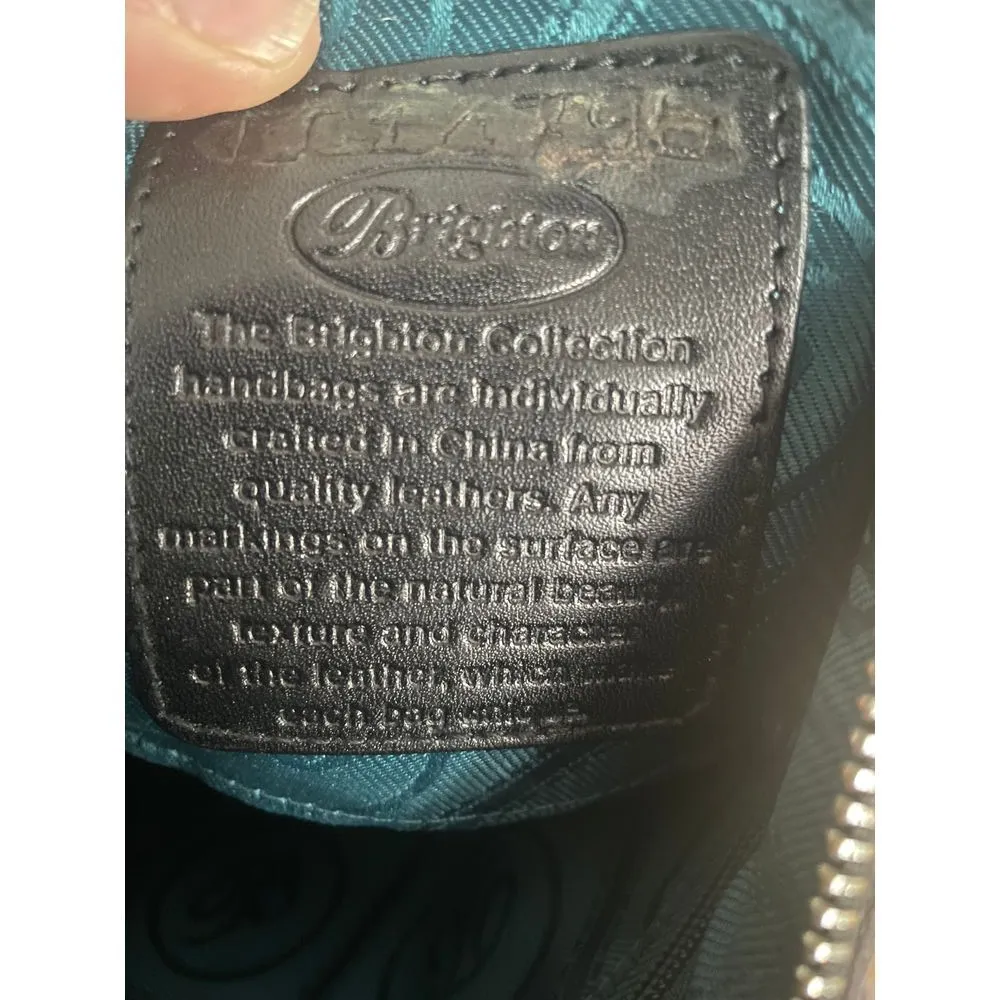 Brighton
The Brighton Collection
handbags are individually
crafted in China from
quality leathers. Any
markings on the surface are
part of the natural beauty,
texture and character
of the leather, which makes
each bag unique.